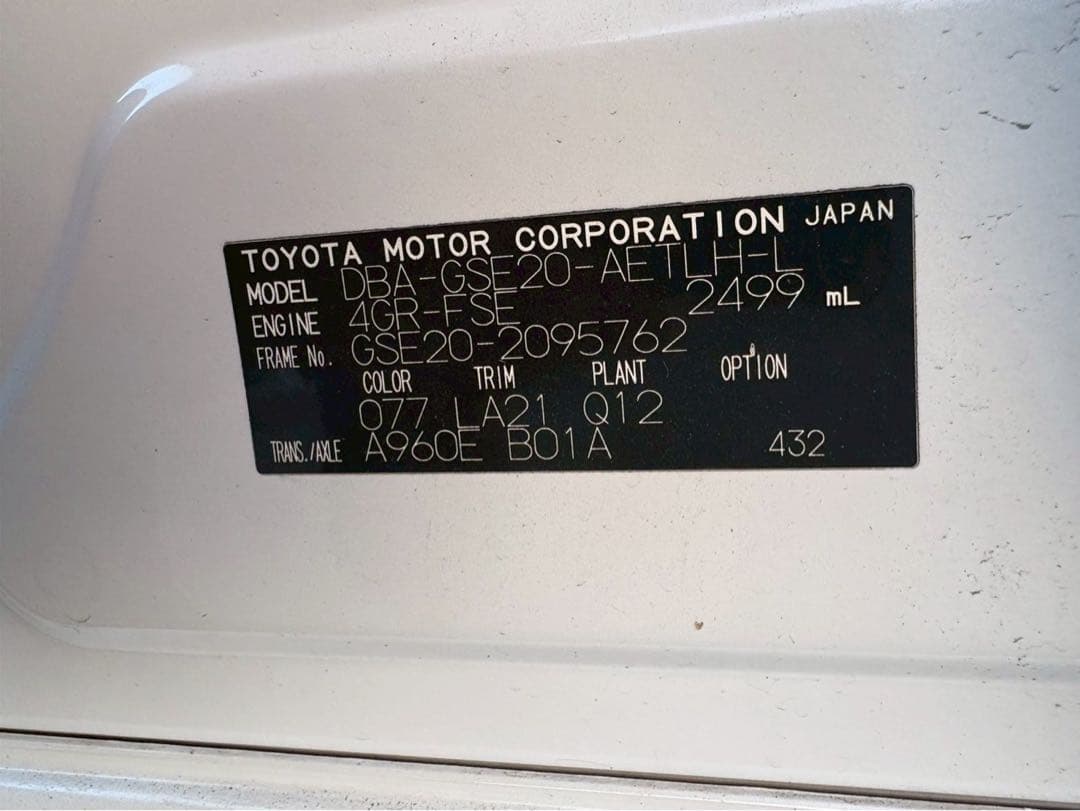 TOYOTA MOTOR CORPORATION JAPAN
MODEL DBA-GSE20-AETLH-L
ENGINE 4GR-FSE 2499 mL
FRAME No. GSE20-2095762
COLOR TRIM PLANT OPTION
077 LA21 Q12
TRANS./AXLE A960E B01A 432